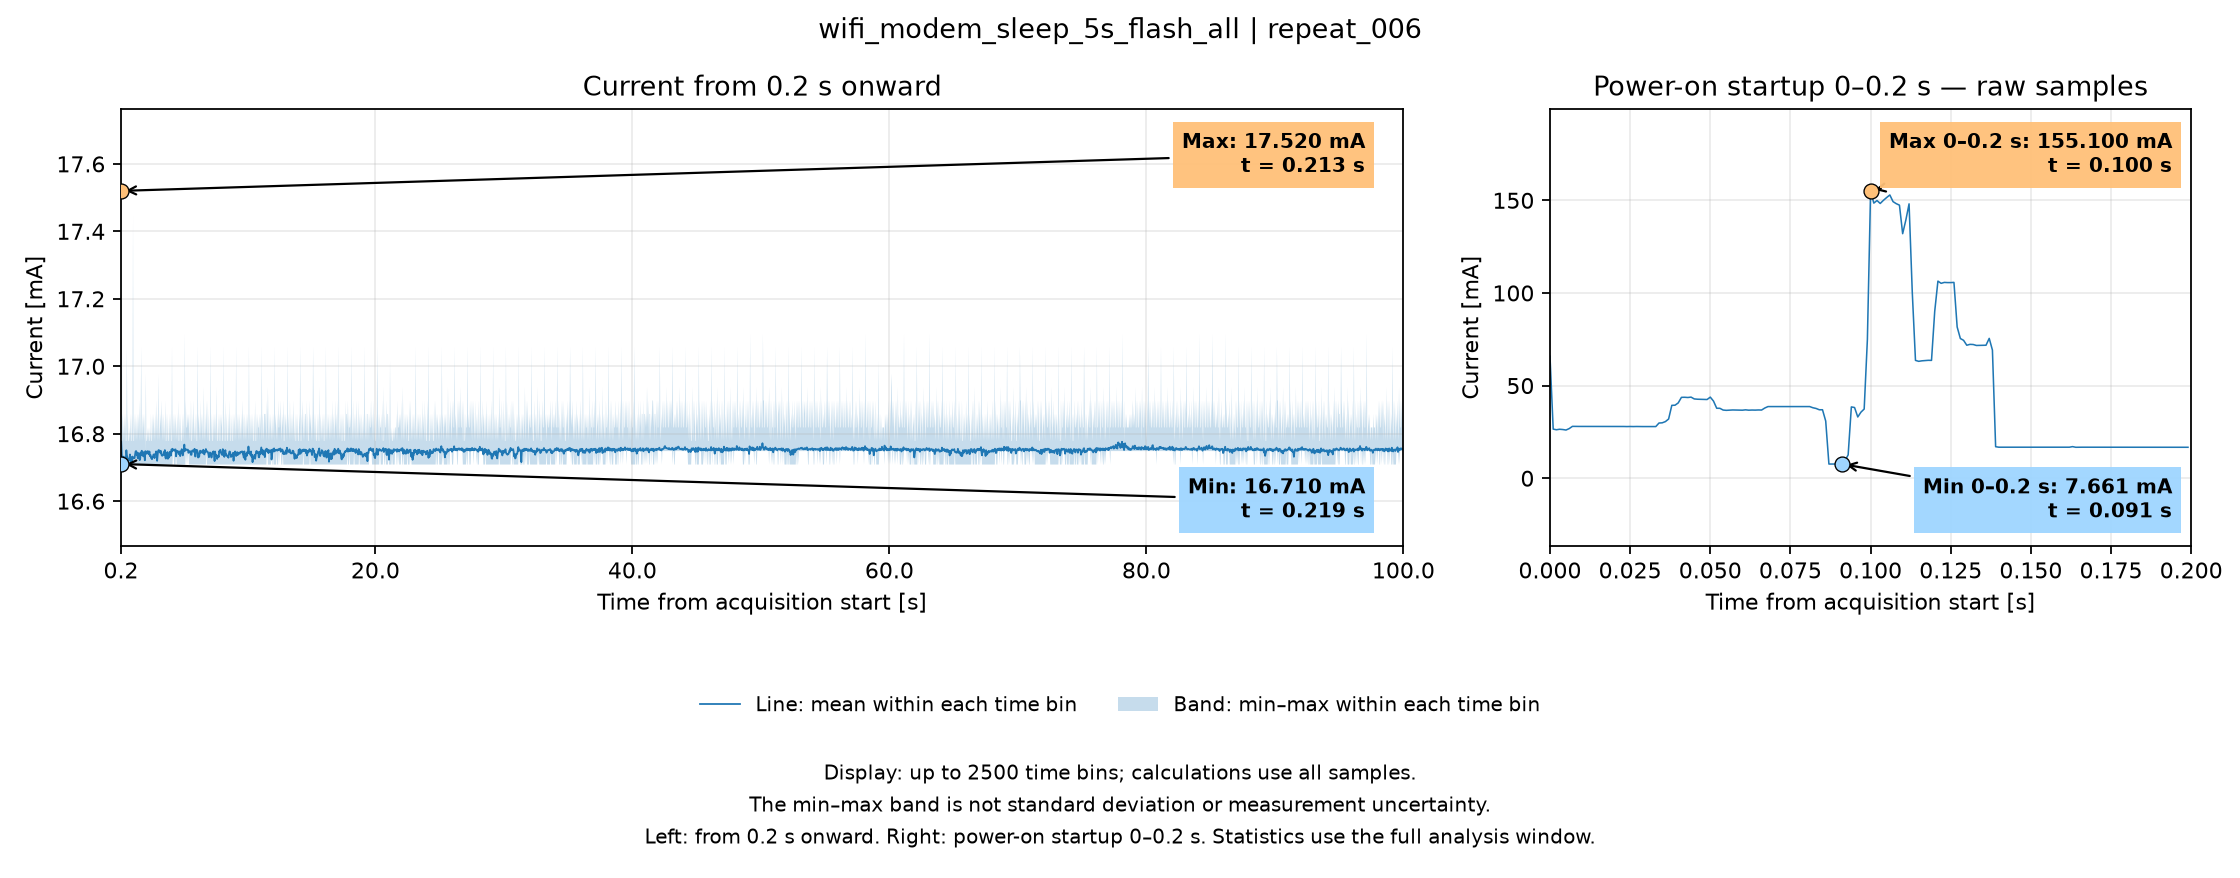 wifi_modem_sleep_5s_flash_all | repeat_006
Current from 0.2 s onward
Current [mA]
17.6
17.4
17.2
17.0
16.8
16.6
Max: 17.520 mA
t = 0.213 s
Min: 16.710 mA
t = 0.219 s
0.2 20.0 40.0 60.0 80.0 100.0
Time from acquisition start [s]
Power-on startup 0–0.2 s — raw samples
Current [mA]
150
100
50
0
Max 0–0.2 s: 155.100 mA
t = 0.100 s
Min 0–0.2 s: 7.661 mA
t = 0.091 s
0.000 0.025 0.050 0.075 0.100 0.125 0.150 0.175 0.200
Time from acquisition start [s]
Line: mean within each time bin
Band: min–max within each time bin
Display: up to 2500 time bins; calculations use all samples.
The min–max band is not standard deviation or measurement uncertainty.
Left: from 0.2 s onward. Right: power-on startup 0–0.2 s. Statistics use the full analysis window.